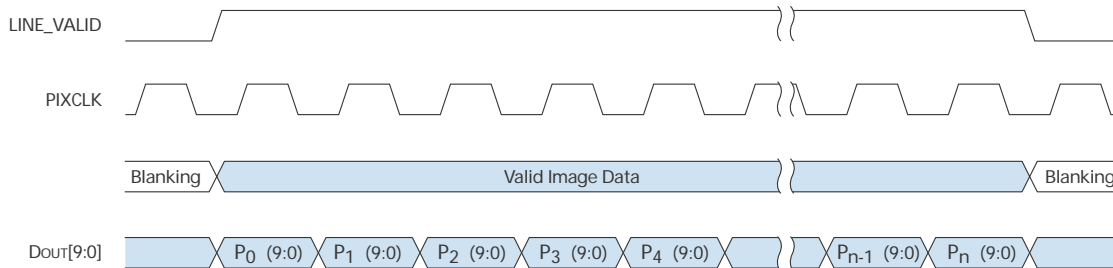 LINE_VALID
PIXCLK
Blanking Valid Image Data Blanking
DOUT[9:0] P0 (9:0) P1 (9:0) P2 (9:0) P3 (9:0) P4 (9:0) Pn-1 (9:0) Pn (9:0)